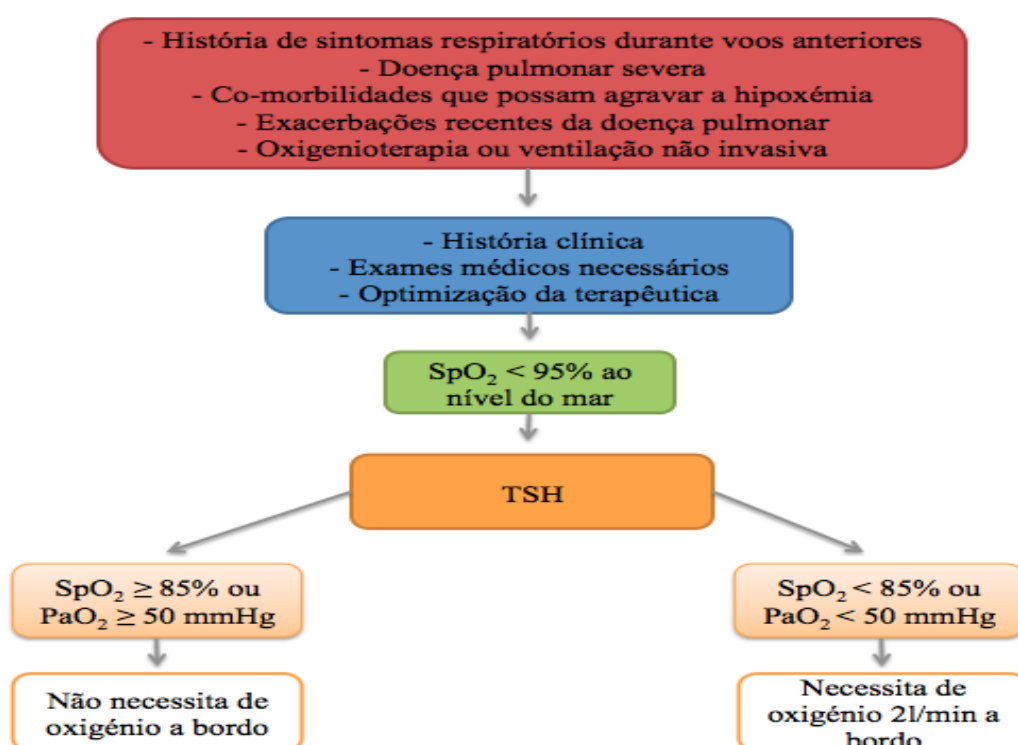 - História de sintomas respiratórios durante voos anteriores
- Doença pulmonar severa
- Co-morbilidades que possam agravar a hipoxémia
- Exacerbações recentes da doença pulmonar
- Oxigenioterapia ou ventilação não invasiva
- História clínica
- Exames médicos necessários
- Optimização da terapêutica
SpO₂ < 95% ao
nível do mar
TSH
SpO₂ ≥ 85% ou
PaO₂ ≥ 50 mmHg
SpO₂ < 85% ou
PaO₂ < 50 mmHg
Não necessita de
oxigénio a bordo
Necessita de
oxigénio 2l/min a
bordo